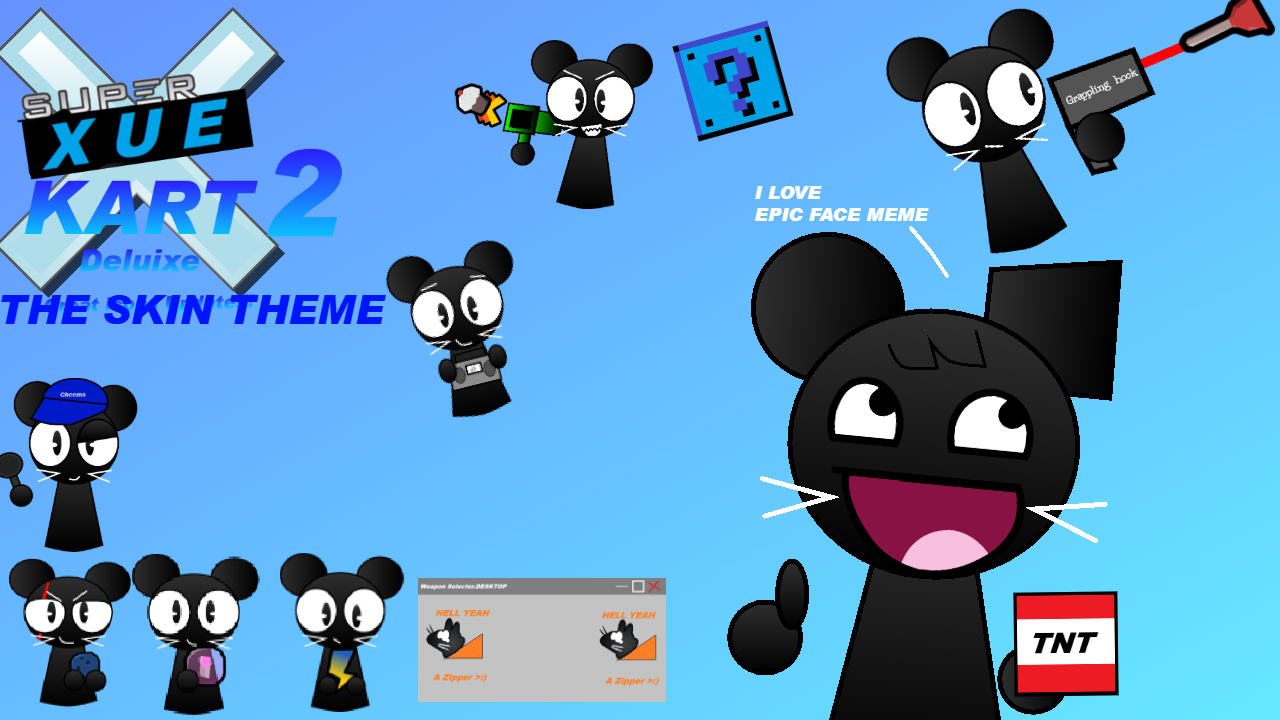 SUPER
XUE
KART 2
Deluixe
THE SKIN THEME
Grappling hook
I LOVE
EPIC FACE MEME
Cheems
Weapon Selector.DESKTOP
HELL YEAH
HELL YEAH
A Zipper >:)
A Zipper >:)
TNT